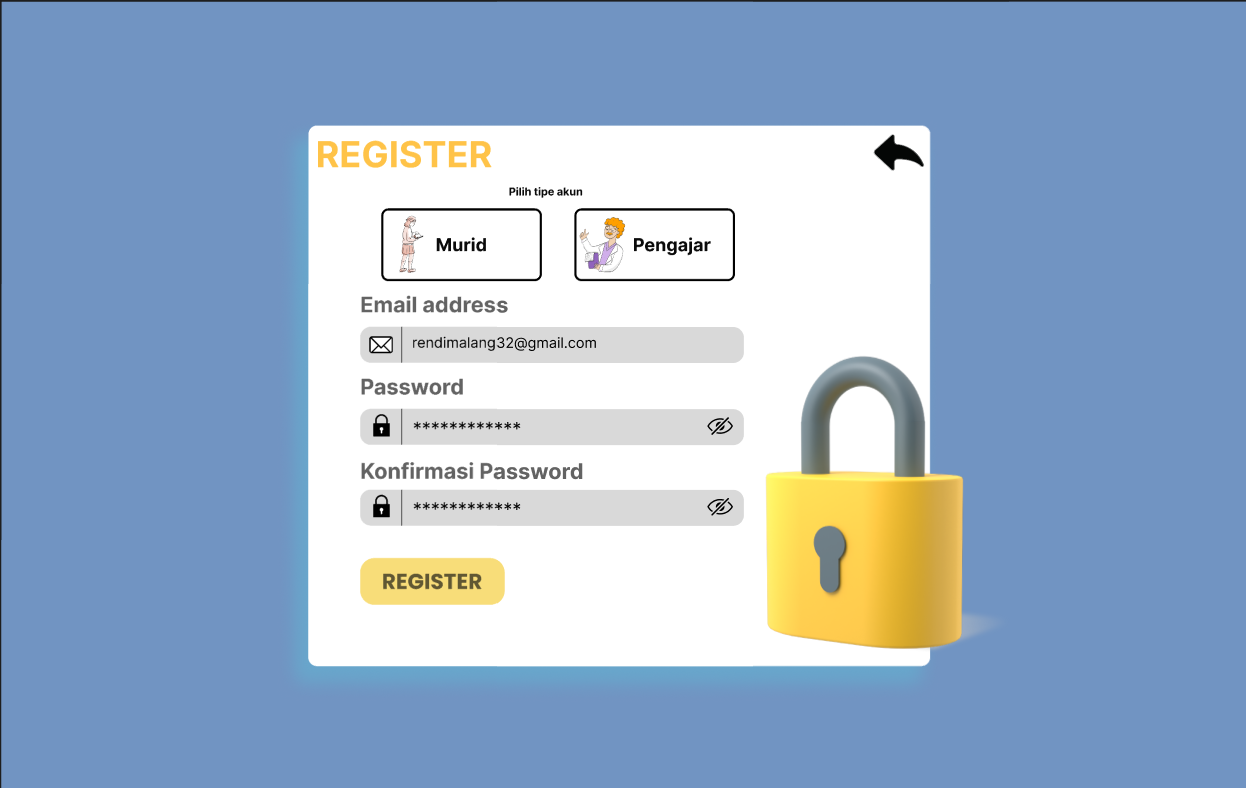 REGISTER
Pilih tipe akun
Murid
Pengajar
Email address
rendimalang32@gmail.com
Password
************
Konfirmasi Password
************
REGISTER